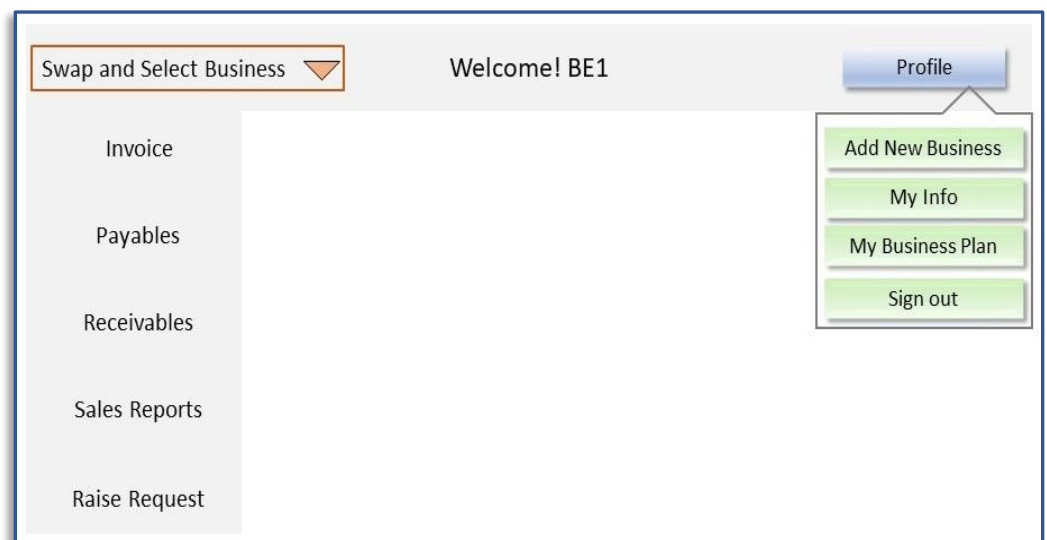 Swap and Select Business
Welcome! BE1
Profile
Invoice
Payables
Receivables
Sales Reports
Raise Request
Add New Business
My Info
My Business Plan
Sign out